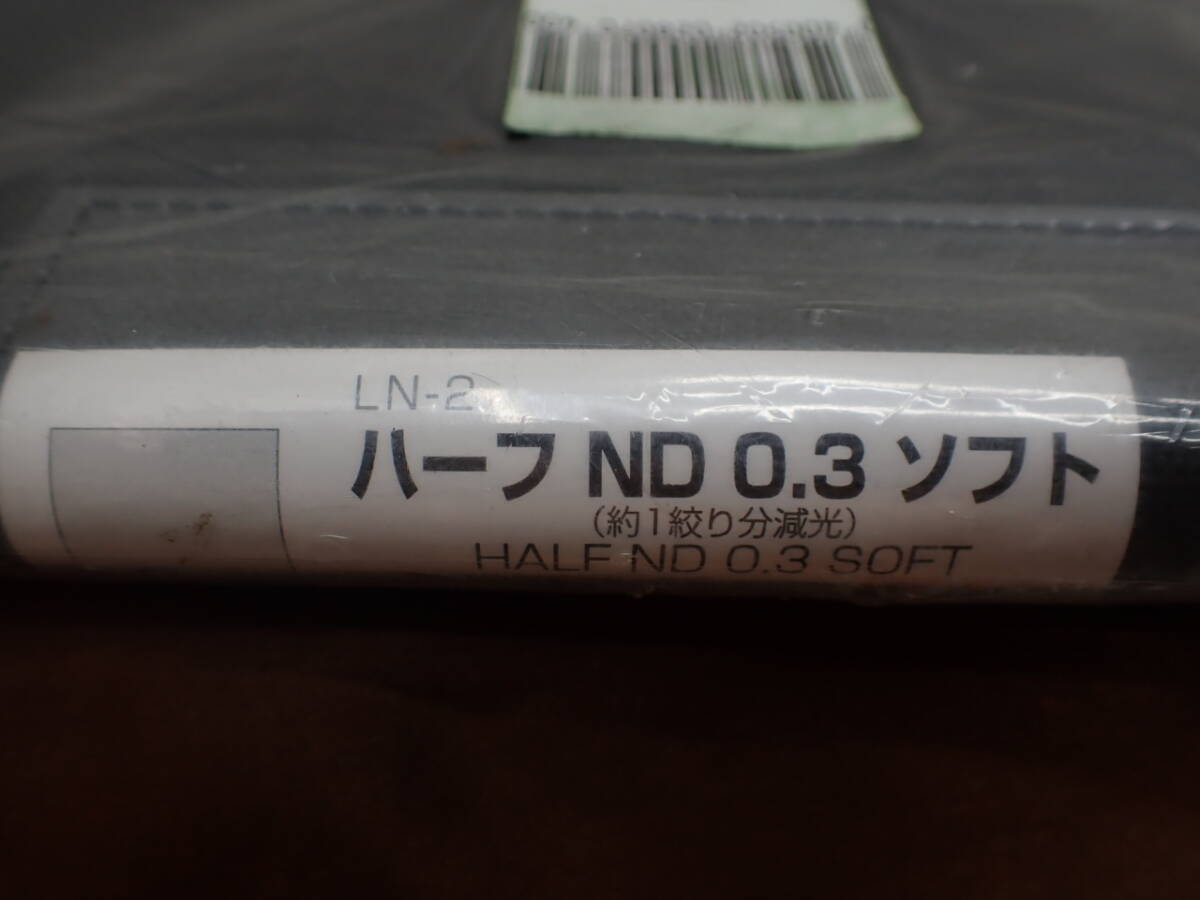 LN-2
ハーフ ND 0.3 ソフト
(約1絞り分減光)
HALF ND 0.3 SOFT